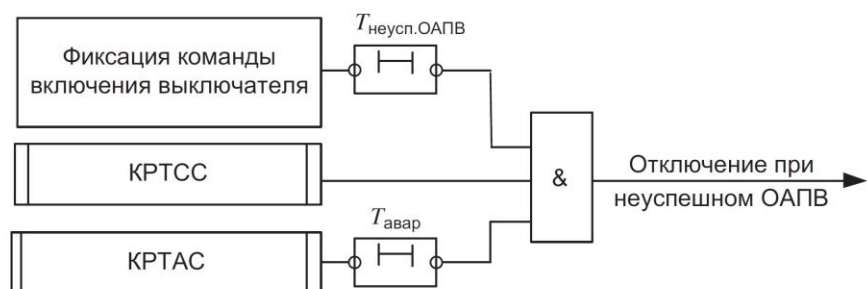 Tнеусп.ОАПВ
Фиксация команды
включения выключателя
КРТСС
&
Отключение при
неуспешном ОАПВ
Tавар
КРТАС